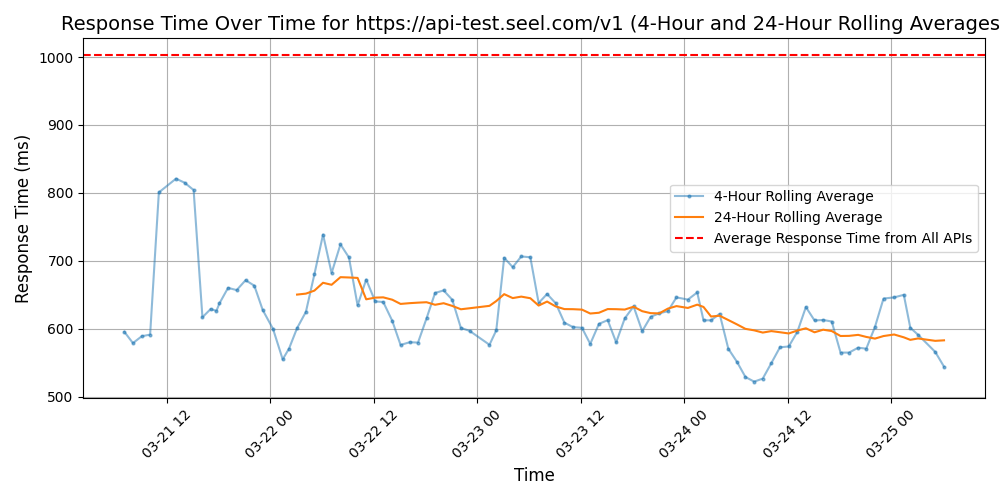 Response Time Over Time for https://api-test.seel.com/v1 (4-Hour and 24-Hour Rolling Averages
Response Time (ms)
1000
900
800
700
600
500
4-Hour Rolling Average
24-Hour Rolling Average
Average Response Time from All APIs
03-21 12
03-22 00
03-22 12
03-23 00
03-23 12
03-24 00
03-24 12
03-25 00
Time